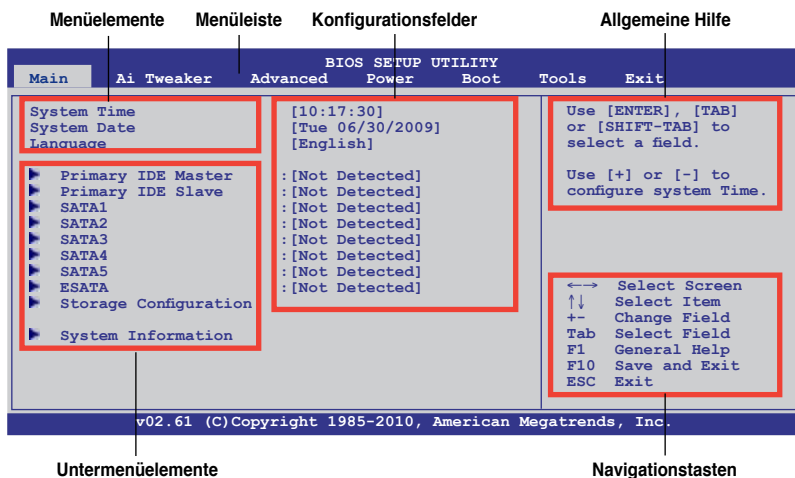 Menüelemente Menüleiste Konfigurationsfelder Allgemeine Hilfe
BIOS SETUP UTILITY
Main Ai Tweaker Advanced Power Boot Tools Exit
System Time [10:17:30]
System Date [Tue 06/30/2009]
Language [English]
Primary IDE Master :[Not Detected]
Primary IDE Slave :[Not Detected]
SATA1 :[Not Detected]
SATA2 :[Not Detected]
SATA3 :[Not Detected]
SATA4 :[Not Detected]
SATA5 :[Not Detected]
ESATA :[Not Detected]
Storage Configuration
System Information
Use [ENTER], [TAB]
or [SHIFT-TAB] to
select a field.
Use [+] or [-] to
configure system Time.
←→ Select Screen
↑↓ Select Item
+- Change Field
Tab Select Field
F1 General Help
F10 Save and Exit
ESC Exit
v02.61 (C)Copyright 1985-2010, American Megatrends, Inc.
Untermenüelemente Navigationstasten